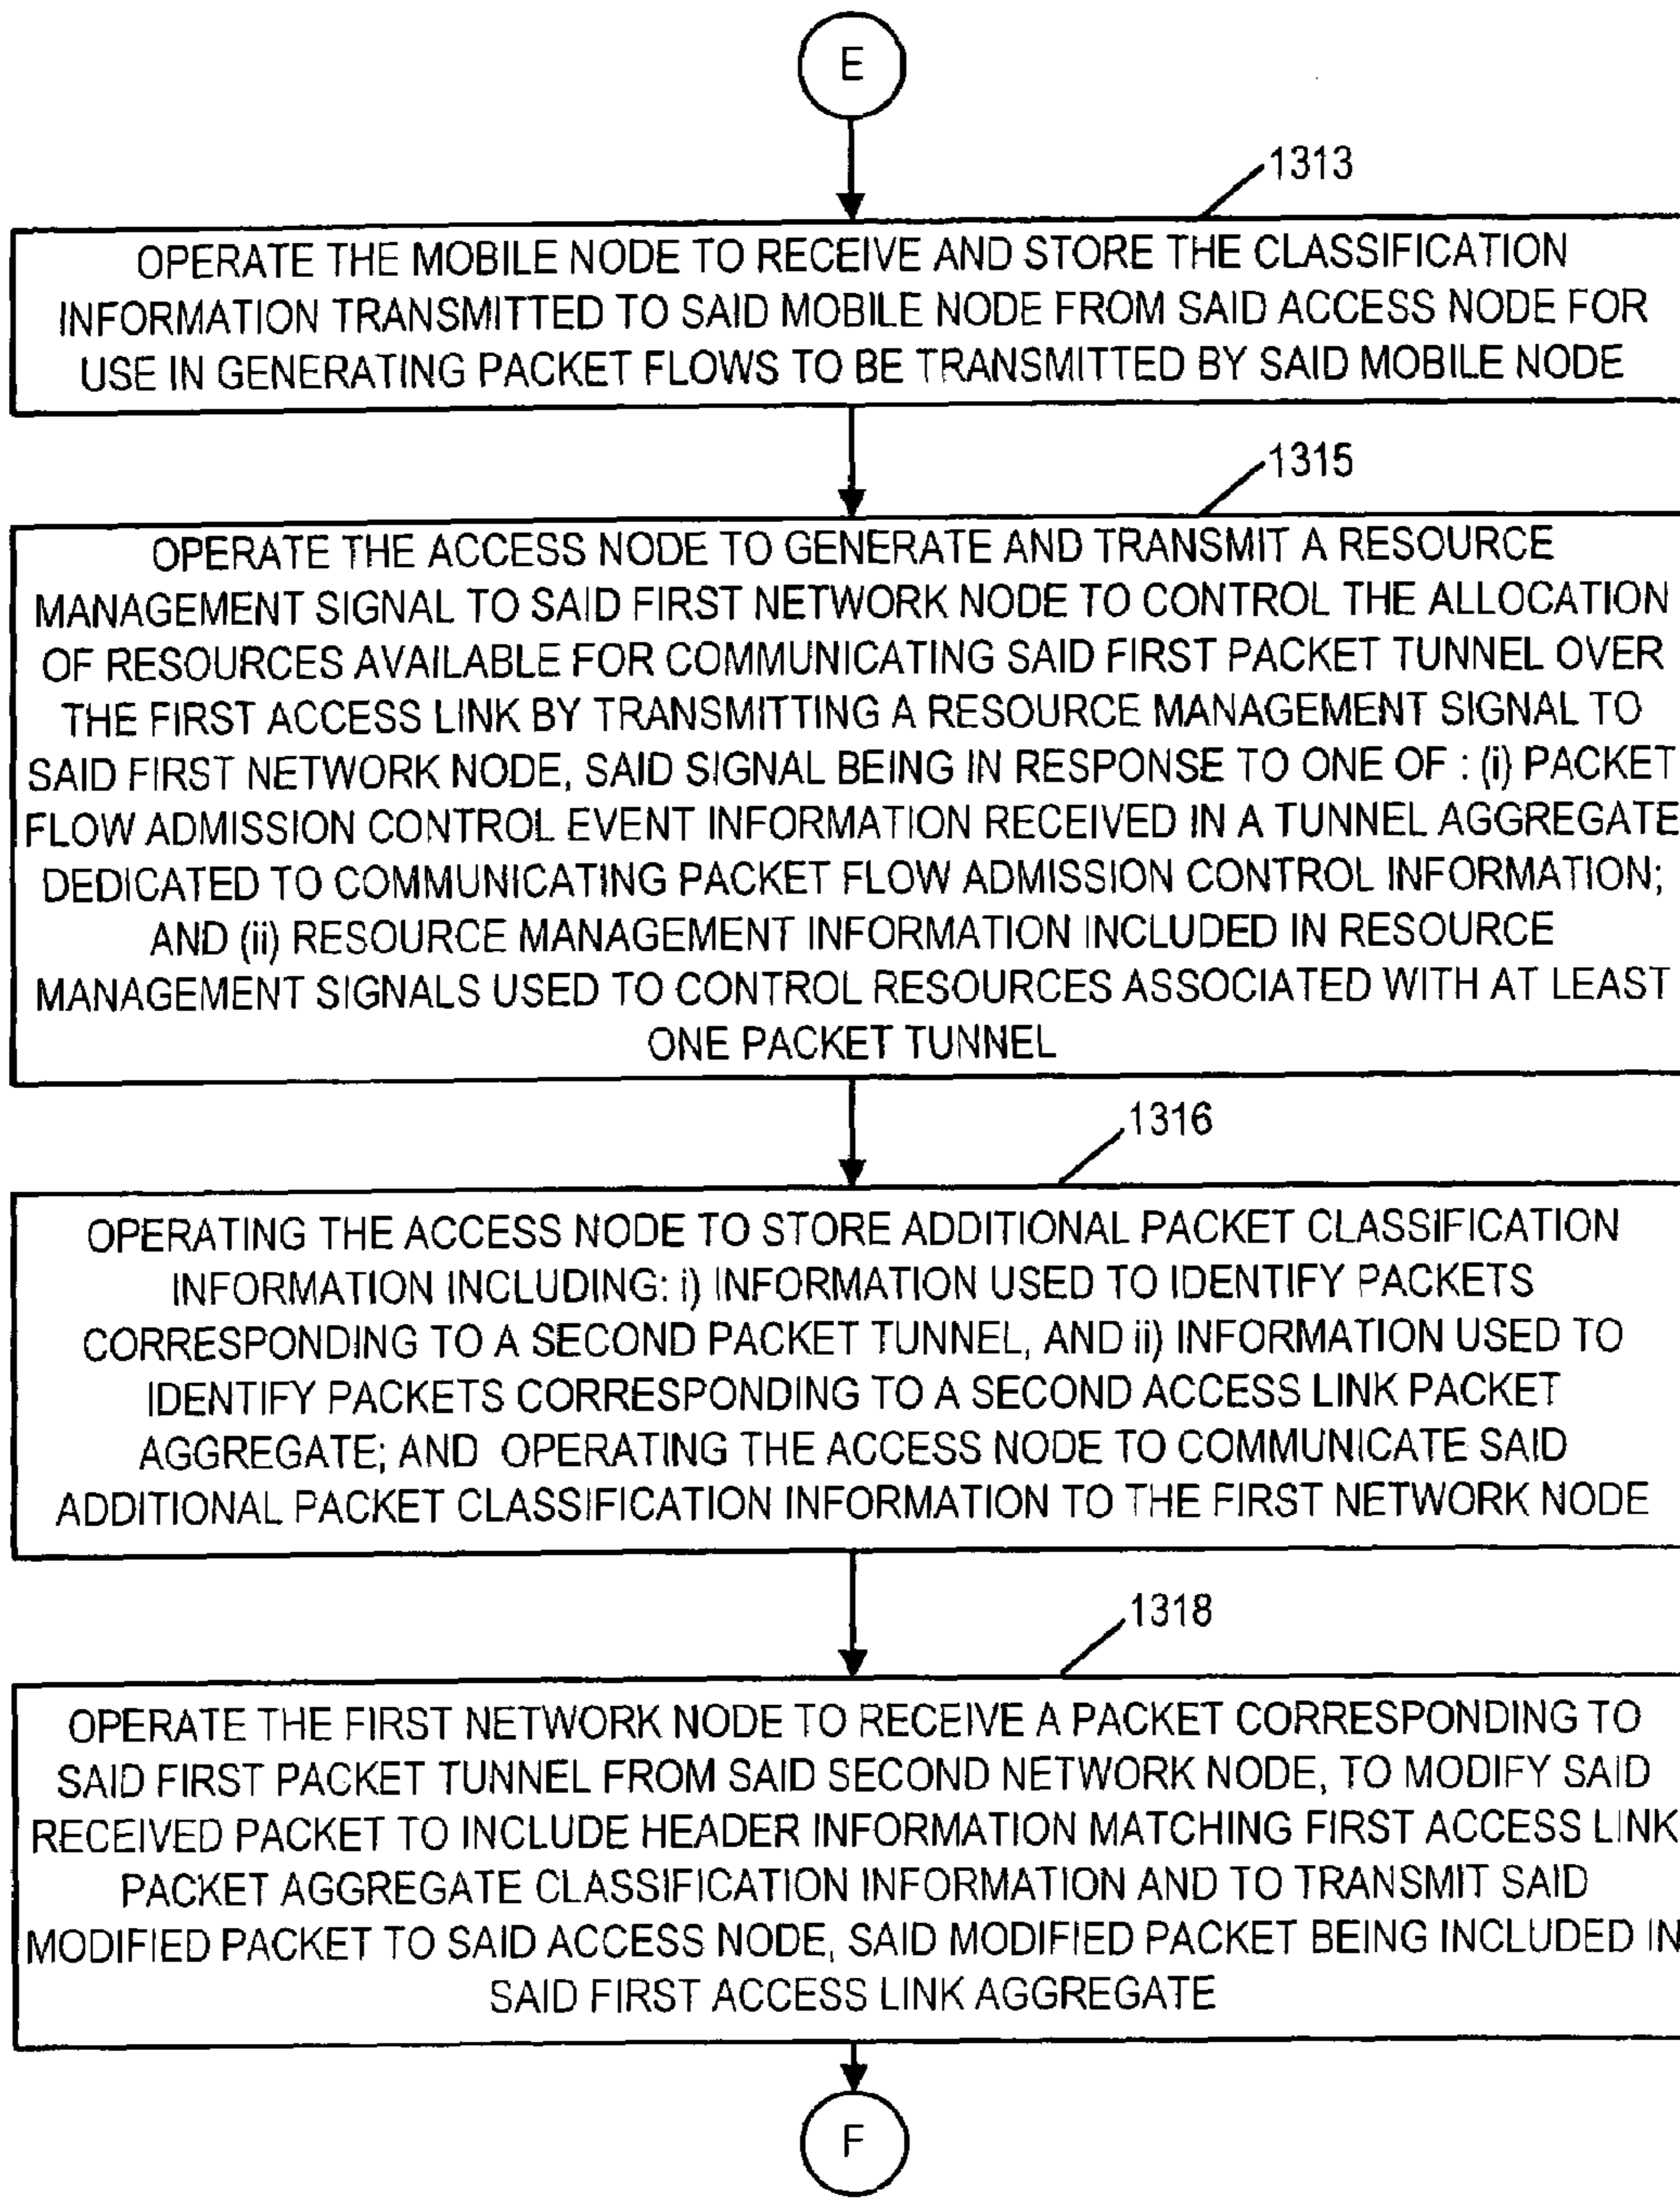 E
1313
OPERATE THE MOBILE NODE TO RECEIVE AND STORE THE CLASSIFICATION
INFORMATION TRANSMITTED TO SAID MOBILE NODE FROM SAID ACCESS NODE FOR
USE IN GENERATING PACKET FLOWS TO BE TRANSMITTED BY SAID MOBILE NODE
1315
OPERATE THE ACCESS NODE TO GENERATE AND TRANSMIT A RESOURCE
MANAGEMENT SIGNAL TO SAID FIRST NETWORK NODE TO CONTROL THE ALLOCATION
OF RESOURCES AVAILABLE FOR COMMUNICATING SAID FIRST PACKET TUNNEL OVER
THE FIRST ACCESS LINK BY TRANSMITTING A RESOURCE MANAGEMENT SIGNAL TO
SAID FIRST NETWORK NODE, SAID SIGNAL BEING IN RESPONSE TO ONE OF : (i) PACKET
FLOW ADMISSION CONTROL EVENT INFORMATION RECEIVED IN A TUNNEL AGGREGATE
DEDICATED TO COMMUNICATING PACKET FLOW ADMISSION CONTROL INFORMATION;
AND (ii) RESOURCE MANAGEMENT INFORMATION INCLUDED IN RESOURCE
MANAGEMENT SIGNALS USED TO CONTROL RESOURCES ASSOCIATED WITH AT LEAST
ONE PACKET TUNNEL
1316
OPERATING THE ACCESS NODE TO STORE ADDITIONAL PACKET CLASSIFICATION
INFORMATION INCLUDING: i) INFORMATION USED TO IDENTIFY PACKETS
CORRESPONDING TO A SECOND PACKET TUNNEL, AND ii) INFORMATION USED TO
IDENTIFY PACKETS CORRESPONDING TO A SECOND ACCESS LINK PACKET
AGGREGATE; AND OPERATING THE ACCESS NODE TO COMMUNICATE SAID
ADDITIONAL PACKET CLASSIFICATION INFORMATION TO THE FIRST NETWORK NODE
1318
OPERATE THE FIRST NETWORK NODE TO RECEIVE A PACKET CORRESPONDING TO
SAID FIRST PACKET TUNNEL FROM SAID SECOND NETWORK NODE, TO MODIFY SAID
RECEIVED PACKET TO INCLUDE HEADER INFORMATION MATCHING FIRST ACCESS LINK
PACKET AGGREGATE CLASSIFICATION INFORMATION AND TO TRANSMIT SAID
MODIFIED PACKET TO SAID ACCESS NODE, SAID MODIFIED PACKET BEING INCLUDED IN
SAID FIRST ACCESS LINK AGGREGATE
F